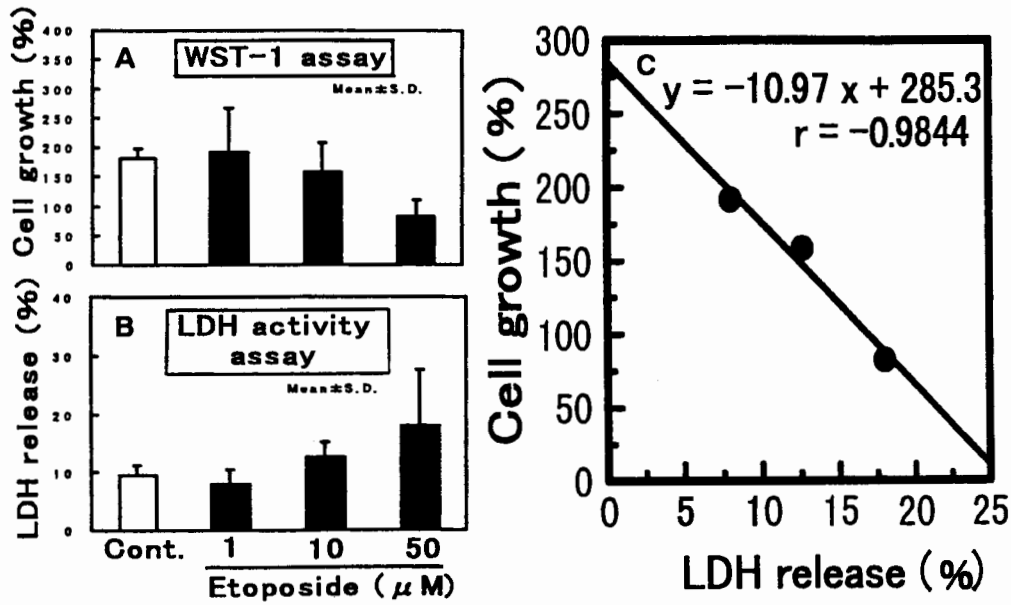 A
WST-1 assay
Mean±S.D.
Cell growth (%)
400
350
300
250
200
150
100
50
0
B
LDH activity
assay
Mean±S.D.
LDH release (%)
40
30
20
10
0
Cont. 1 10 50
Etoposide (μM)
C
y = -10.97 x + 285.3
r = -0.9844
Cell growth (%)
300
250
200
150
100
50
0
0 5 10 15 20 25
LDH release (%)